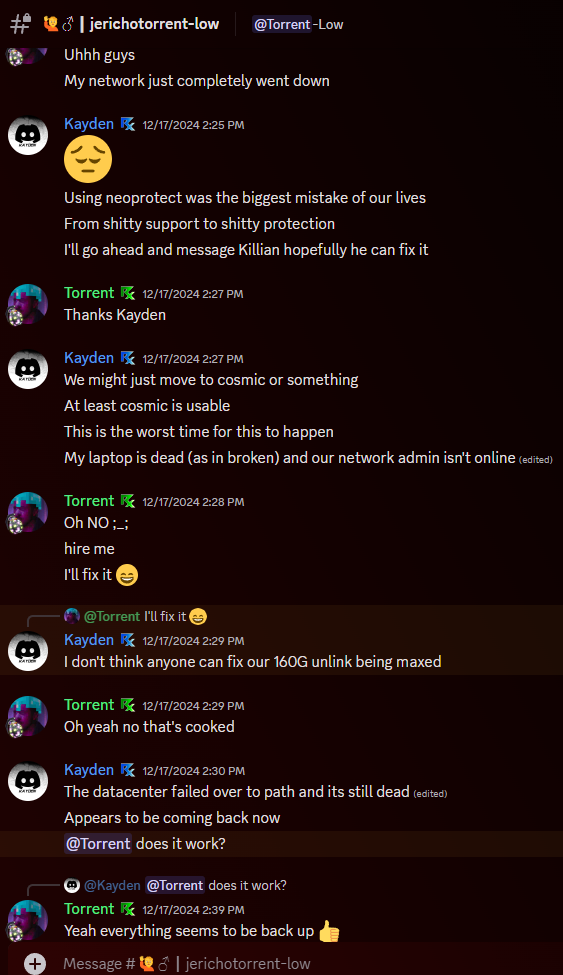 jerichotorrent-low
@Torrent-Low
Uhhh guys
My network just completely went down
Kayden 12/17/2024 2:25 PM
Using neoprotect was the biggest mistake of our lives
From shitty support to shitty protection
I'll go ahead and message Killian hopefully he can fix it
Torrent 12/17/2024 2:27 PM
Thanks Kayden
Kayden 12/17/2024 2:27 PM
We might just move to cosmic or something
At least cosmic is usable
This is the worst time for this to happen
My laptop is dead (as in broken) and our network admin isn't online (edited)
Torrent 12/17/2024 2:28 PM
Oh NO ;_;
hire me
I'll fix it 😄
@Torrent I'll fix it 😄
Kayden 12/17/2024 2:29 PM
I don't think anyone can fix our 160G unlink being maxed
Torrent 12/17/2024 2:29 PM
Oh yeah no that's cooked
Kayden 12/17/2024 2:30 PM
The datacenter failed over to path and its still dead (edited)
Appears to be coming back now
@Torrent does it work?
@Kayden @Torrent does it work?
Torrent 12/17/2024 2:39 PM
Yeah everything seems to be back up 👍
Message # 🙋♂ | jerichotorrent-low